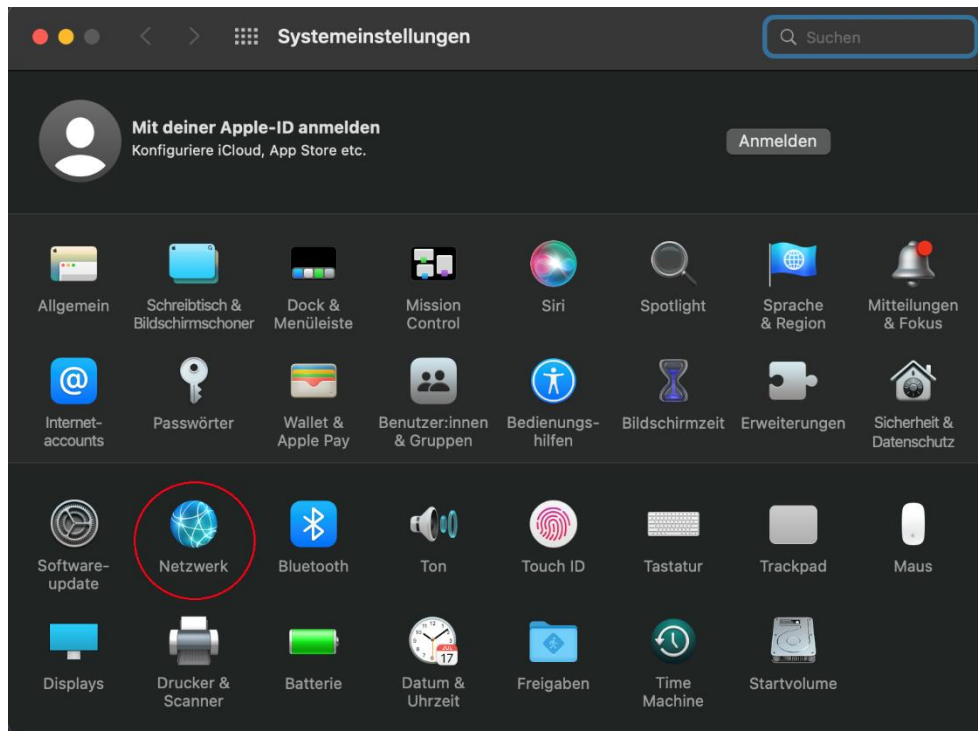 Systemeinstellungen
Suchen
Mit deiner Apple-ID anmelden
Konfiguriere iCloud, App Store etc.
Anmelden
Allgemein
Schreibtisch &
Bildschirmschoner
Dock &
Menüleiste
Mission
Control
Siri
Spotlight
Sprache
& Region
Mitteilungen
& Fokus
Internet-
accounts
Passwörter
Wallet &
Apple Pay
Benutzer:innen
& Gruppen
Bedienungs-
hilfen
Bildschirmzeit
Erweiterungen
Sicherheit &
Datenschutz
Software-
update
Netzwerk
Bluetooth
Ton
Touch ID
Tastatur
Trackpad
Maus
Displays
Drucker &
Scanner
Batterie
JUL
17
Datum &
Uhrzeit
Freigaben
Time
Machine
Startvolume